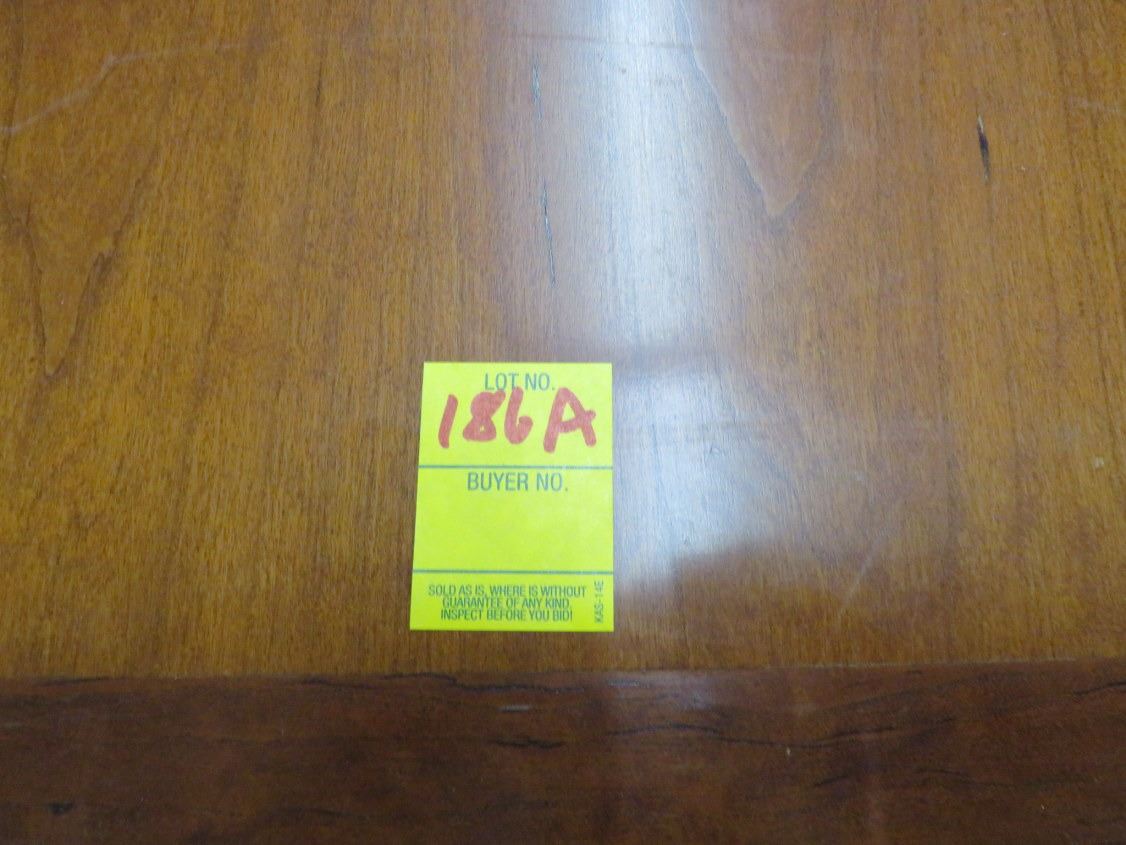 LOT NO.
186A
BUYER NO.
SOLD AS IS, WHERE IS WITHOUT
GUARANTEE OF ANY KIND.
INSPECT BEFORE YOU BID!
KAS-14E